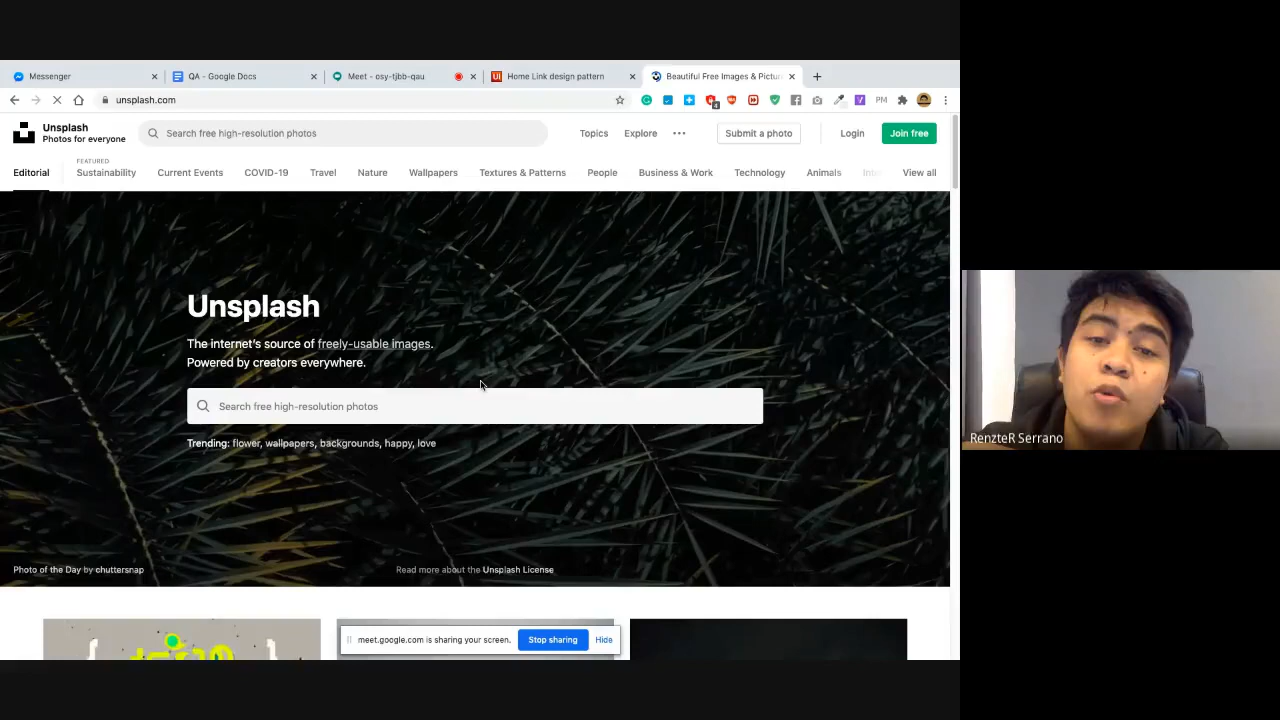 Messenger
QA - Google Docs
Meet - osy-tjbb-qau
Home Link design pattern
Beautiful Free Images & Pictur
unsplash.com
4
PM
Unsplash
Photos for everyone
Search free high-resolution photos
Topics
Explore
Submit a photo
Login
Join free
Editorial
FEATURED
Sustainability
Current Events
COVID-19
Travel
Nature
Wallpapers
Textures & Patterns
People
Business & Work
Technology
Animals
Inte
View all
Unsplash
The internet's source of freely-usable images.
Powered by creators everywhere.
Search free high-resolution photos
Trending: flower, wallpapers, backgrounds, happy, love
Photo of the Day by chuttersnap
Read more about the Unsplash License
meet.google.com is sharing your screen.
Stop sharing
Hide
RenzteR Serrano